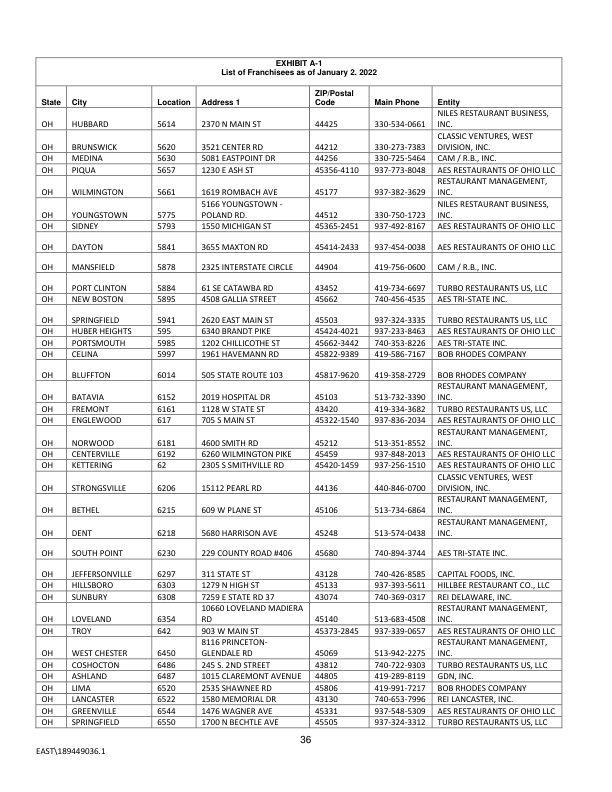 EXHIBIT A-1
List of Franchisees as of January 2. 2022
State City Location Address 1 ZIP/Postal Code Main Phone Entity
OH HUBBARD 5614 2370 N MAIN ST 44425 330-534-0661 NILES RESTAURANT BUSINESS, INC.
OH BRUNSWICK 5620 3521 CENTER RD 44212 330-273-7383 CLASSIC VENTURES, WEST DIVISION, INC.
OH MEDINA 5630 5081 EASTPOINT DR 44256 330-725-5464 CAM / R.B., INC.
OH PIQUA 5657 1230 E ASH ST 45356-4110 937-773-8048 AES RESTAURANTS OF OHIO LLC
OH WILMINGTON 5661 1619 ROMBACH AVE 45177 937-382-3629 RESTAURANT MANAGEMENT, INC.
OH YOUNGSTOWN 5775 5166 YOUNGSTOWN - POLAND RD. 44512 330-750-1723 NILES RESTAURANT BUSINESS, INC.
OH SIDNEY 5793 1550 MICHIGAN ST 45365-2451 937-492-8167 AES RESTAURANTS OF OHIO LLC
OH DAYTON 5841 3655 MAXTON RD 45414-2433 937-454-0038 AES RESTAURANTS OF OHIO LLC
OH MANSFIELD 5878 2325 INTERSTATE CIRCLE 44904 419-756-0600 CAM / R.B., INC.
OH PORT CLINTON 5884 61 SE CATAWBA RD 43452 419-734-6697 TURBO RESTAURANTS US, LLC
OH NEW BOSTON 5895 4508 GALLIA STREET 45662 740-456-4535 AES TRI-STATE INC.
OH SPRINGFIELD 5941 2620 EAST MAIN ST 45503 937-324-3335 TURBO RESTAURANTS US, LLC
OH HUBER HEIGHTS 595 6340 BRANDT PIKE 45424-4021 937-233-8463 AES RESTAURANTS OF OHIO LLC
OH PORTSMOUTH 5985 1202 CHILLICOTHE ST 45662-3442 740-353-8226 AES TRI-STATE INC.
OH CELINA 5997 1961 HAVEMANN RD 45822-9389 419-586-7167 BOB RHODES COMPANY
OH BLUFFTON 6014 505 STATE ROUTE 103 45817-9620 419-358-2729 BOB RHODES COMPANY
OH BATAVIA 6152 2019 HOSPITAL DR 45103 513-732-3390 RESTAURANT MANAGEMENT, INC.
OH FREMONT 6161 1128 W STATE ST 43420 419-334-3682 TURBO RESTAURANTS US, LLC
OH ENGLEWOOD 617 705 S MAIN ST 45322-1540 937-836-2034 AES RESTAURANTS OF OHIO LLC
OH NORWOOD 6181 4600 SMITH RD 45212 513-351-8552 RESTAURANT MANAGEMENT, INC.
OH CENTERVILLE 6192 6260 WILMINGTON PIKE 45459 937-848-2013 AES RESTAURANTS OF OHIO LLC
OH KETTERING 62 2305 S SMITHVILLE RD 45420-1459 937-256-1510 AES RESTAURANTS OF OHIO LLC
OH STRONGSVILLE 6206 15112 PEARL RD 44136 440-846-0700 CLASSIC VENTURES, WEST DIVISION, INC.
OH BETHEL 6215 609 W PLANE ST 45106 513-734-6864 RESTAURANT MANAGEMENT, INC.
OH DENT 6218 5680 HARRISON AVE 45248 513-574-0438 RESTAURANT MANAGEMENT, INC.
OH SOUTH POINT 6230 229 COUNTY ROAD #406 45680 740-894-3744 AES TRI-STATE INC.
OH JEFFERSONVILLE 6297 311 STATE ST 43128 740-426-8585 CAPITAL FOODS, INC.
OH HILLSBORO 6303 1279 N HIGH ST 45133 937-393-5611 HILLBEE RESTAURANT CO., LLC
OH SUNBURY 6308 7259 E STATE RD 37 43074 740-369-0317 REI DELAWARE, INC.
OH LOVELAND 6354 10660 LOVELAND MADIERA RD 45140 513-683-4508 RESTAURANT MANAGEMENT, INC.
OH TROY 642 903 W MAIN ST 45373-2845 937-339-0657 AES RESTAURANTS OF OHIO LLC
OH WEST CHESTER 6450 8116 PRINCETON-GLENDALE RD 45069 513-942-2275 RESTAURANT MANAGEMENT, INC.
OH COSHOCTON 6486 245 S. 2ND STREET 43812 740-722-9303 TURBO RESTAURANTS US, LLC
OH ASHLAND 6487 1015 CLAREMONT AVENUE 44805 419-289-8119 GDN, INC.
OH LIMA 6520 2535 SHAWNEE RD 45806 419-991-7217 BOB RHODES COMPANY
OH LANCASTER 6522 1580 MEMORIAL DR 43130 740-653-7996 REI LANCASTER, INC.
OH GREENVILLE 6544 1476 WAGNER AVE 45331 937-548-5309 AES RESTAURANTS OF OHIO LLC
OH SPRINGFIELD 6550 1700 N BECHTLE AVE 45505 937-324-3312 TURBO RESTAURANTS US, LLC
36
EAST\189449036.1